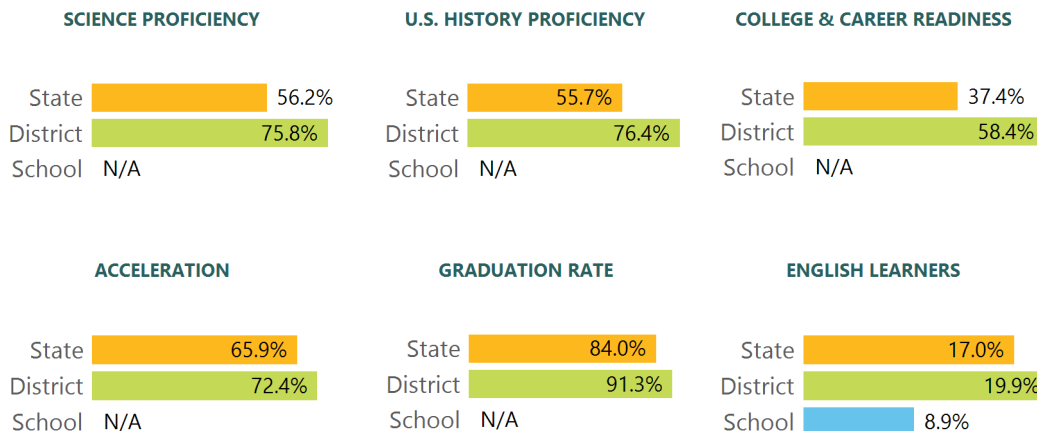 SCIENCE PROFICIENCY
State 56.2%
District 75.8%
School N/A
U.S. HISTORY PROFICIENCY
State 55.7%
District 76.4%
School N/A
COLLEGE & CAREER READINESS
State 37.4%
District 58.4%
School N/A
ACCELERATION
State 65.9%
District 72.4%
School N/A
GRADUATION RATE
State 84.0%
District 91.3%
School N/A
ENGLISH LEARNERS
State 17.0%
District 19.9%
School 8.9%